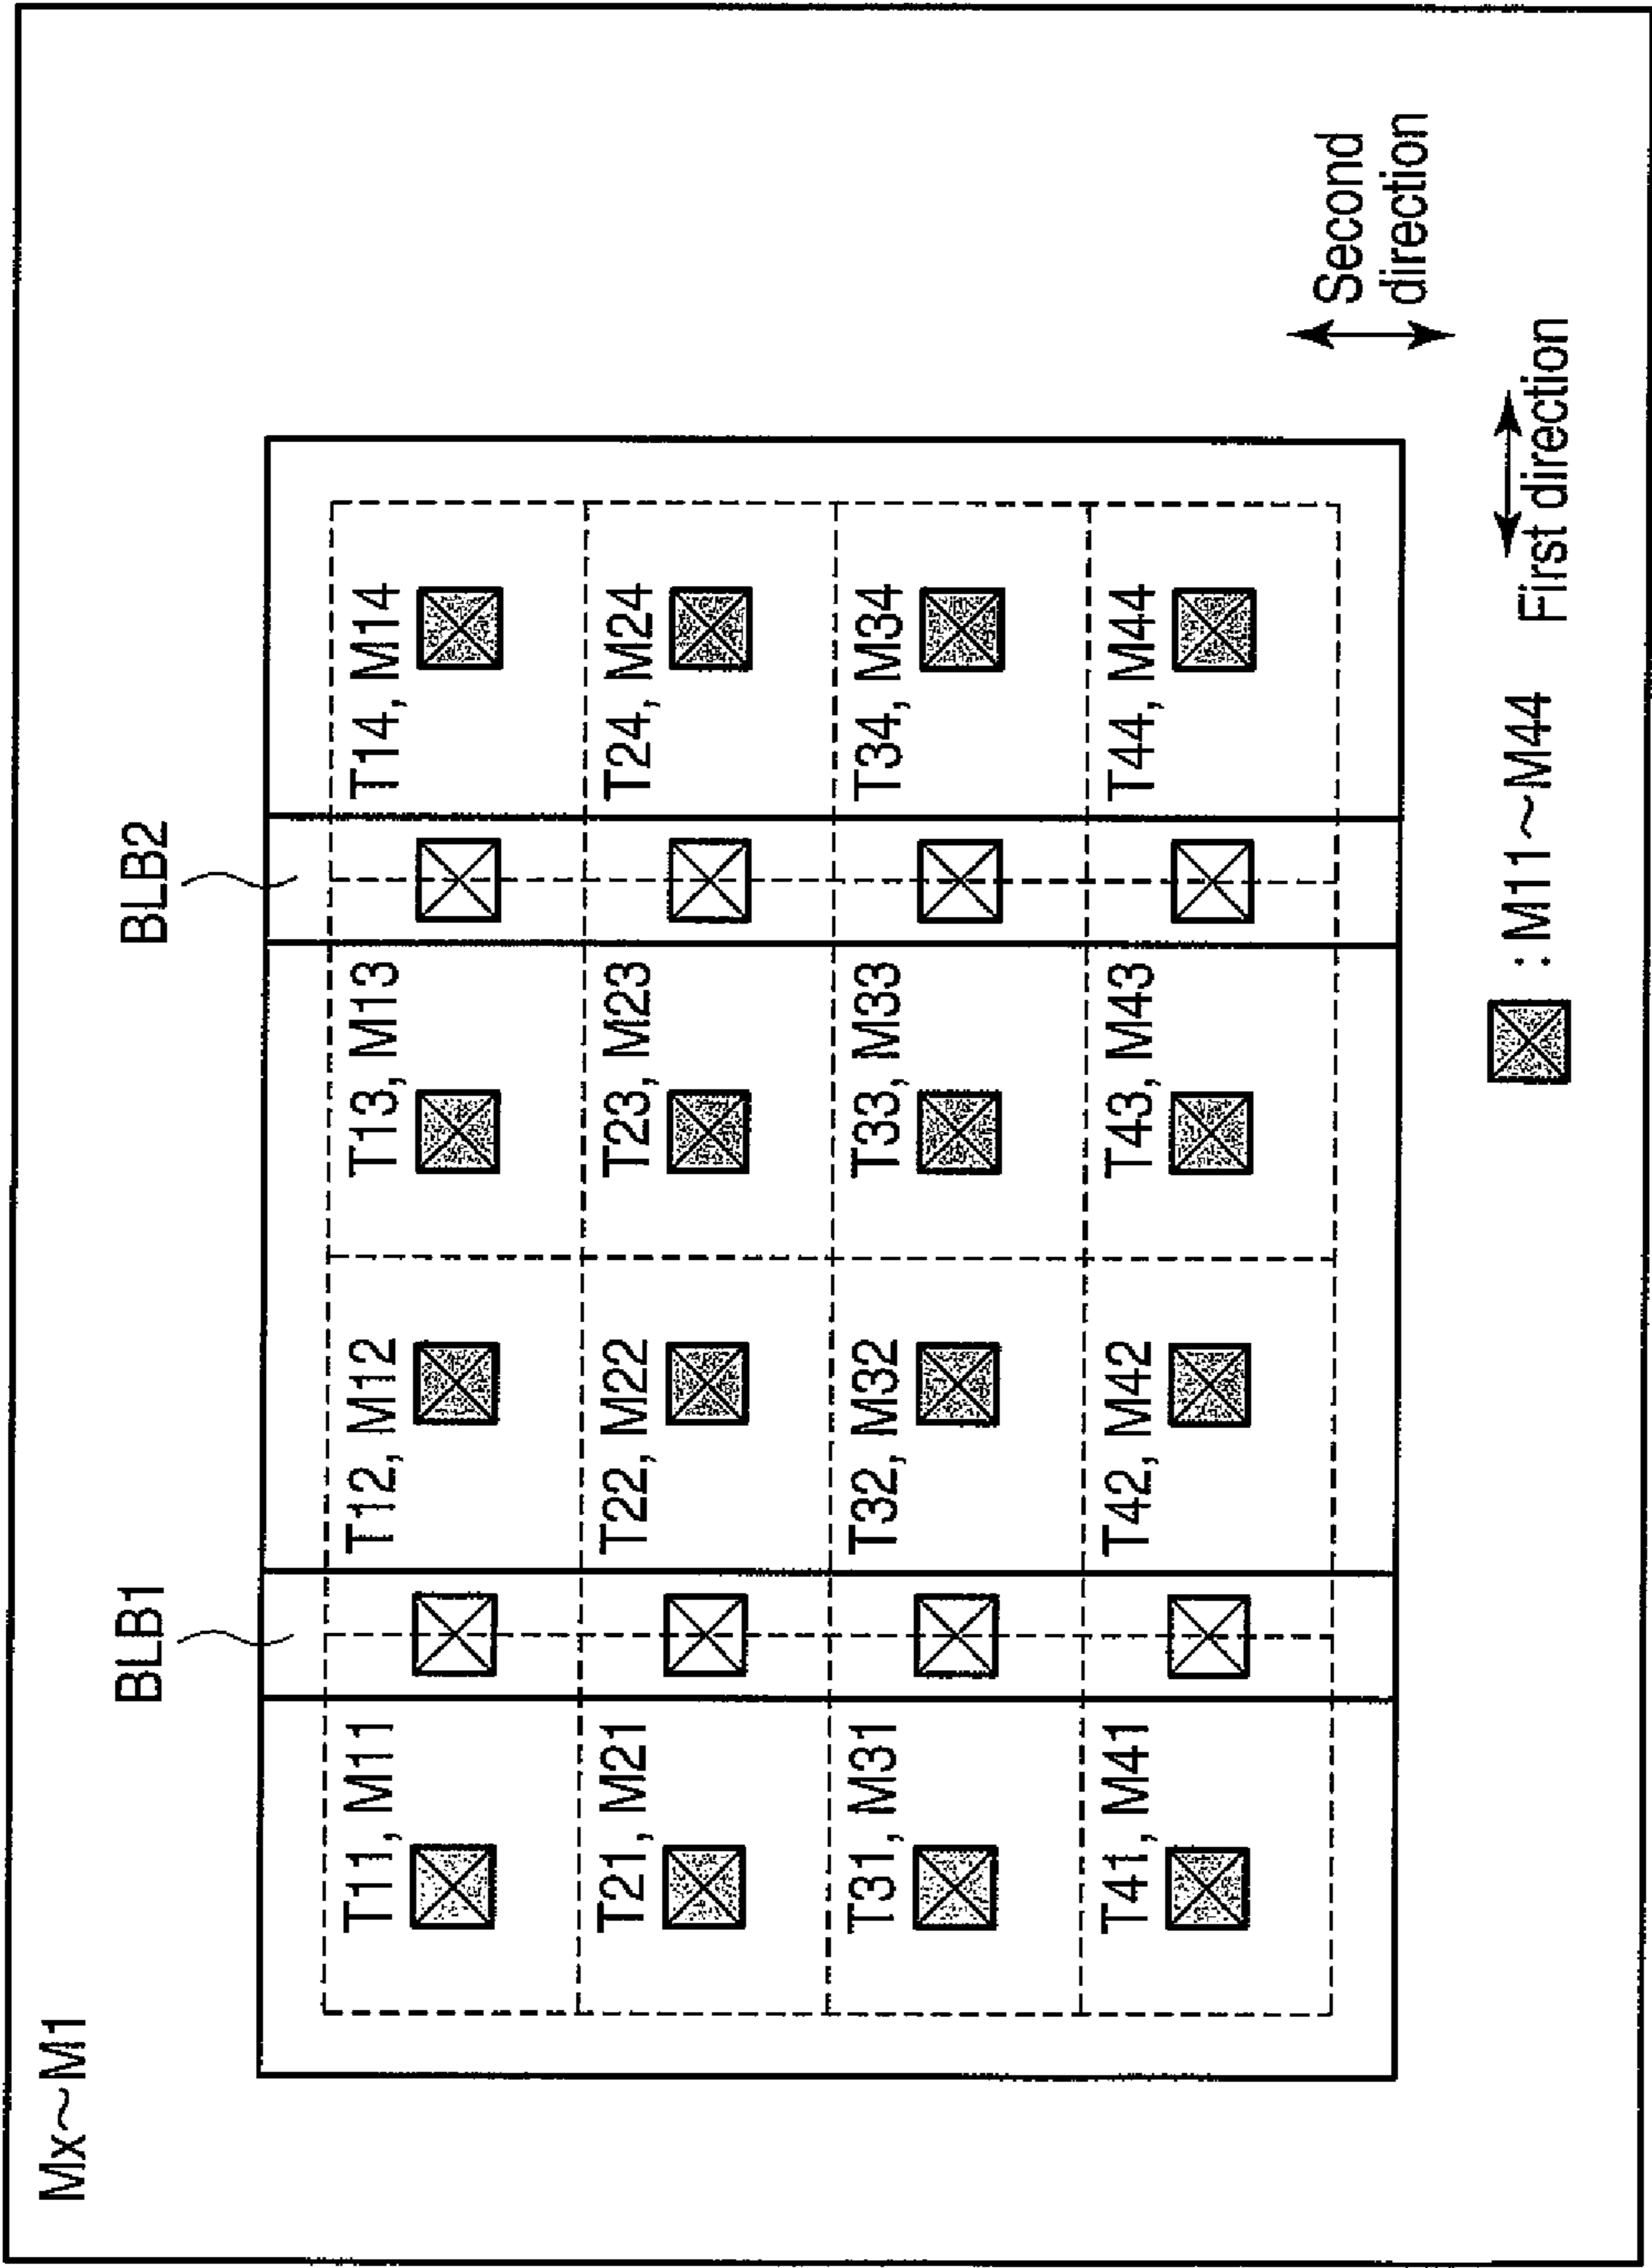 Mx~M1
BLB1 BLB2
T11, M11 T12, M12 T13, M13 T14, M14
T21, M21 T22, M22 T23, M23 T24, M24
T31, M31 T32, M32 T33, M33 T34, M34
T41, M41 T42, M42 T43, M43 T44, M44
Second
direction
: M11~M44 First direction